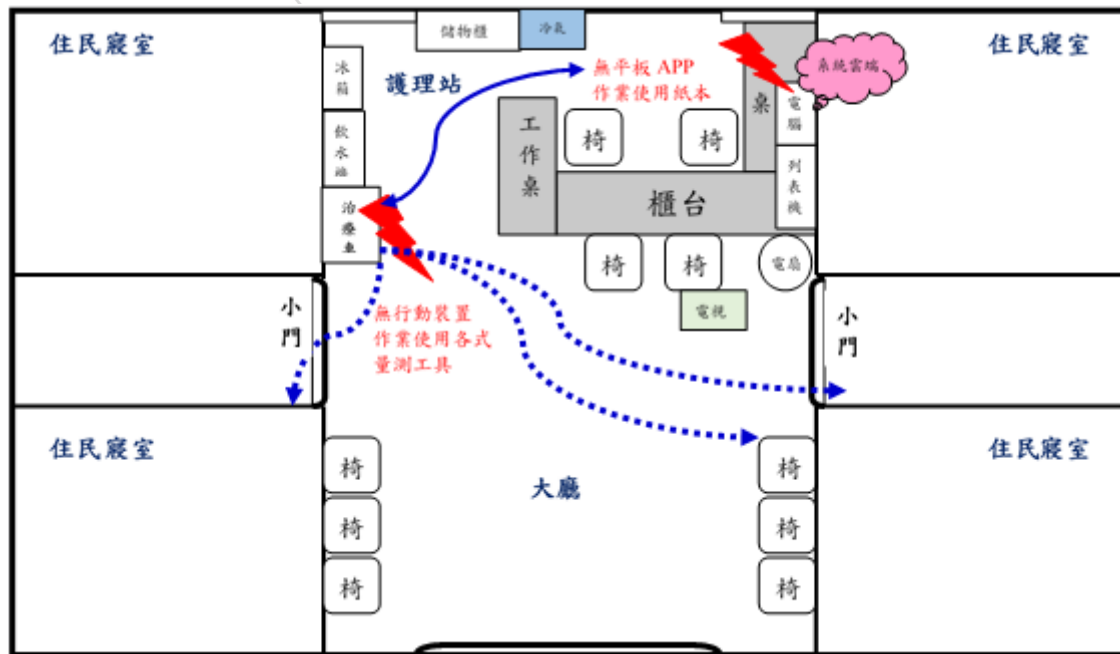 儲物櫃
冷氣
住民寢室
住民寢室
系統雲端
冰箱
護理站
無平板 APP
作業使用紙本
桌
電腦
工作桌
椅
椅
飲水
列表機
櫃台
治療車
椅
椅
電扇
電視
小門
無行動裝置
作業使用各式
量測工具
小門
住民寢室
住民寢室
椅
椅
大廳
椅
椅
椅
椅